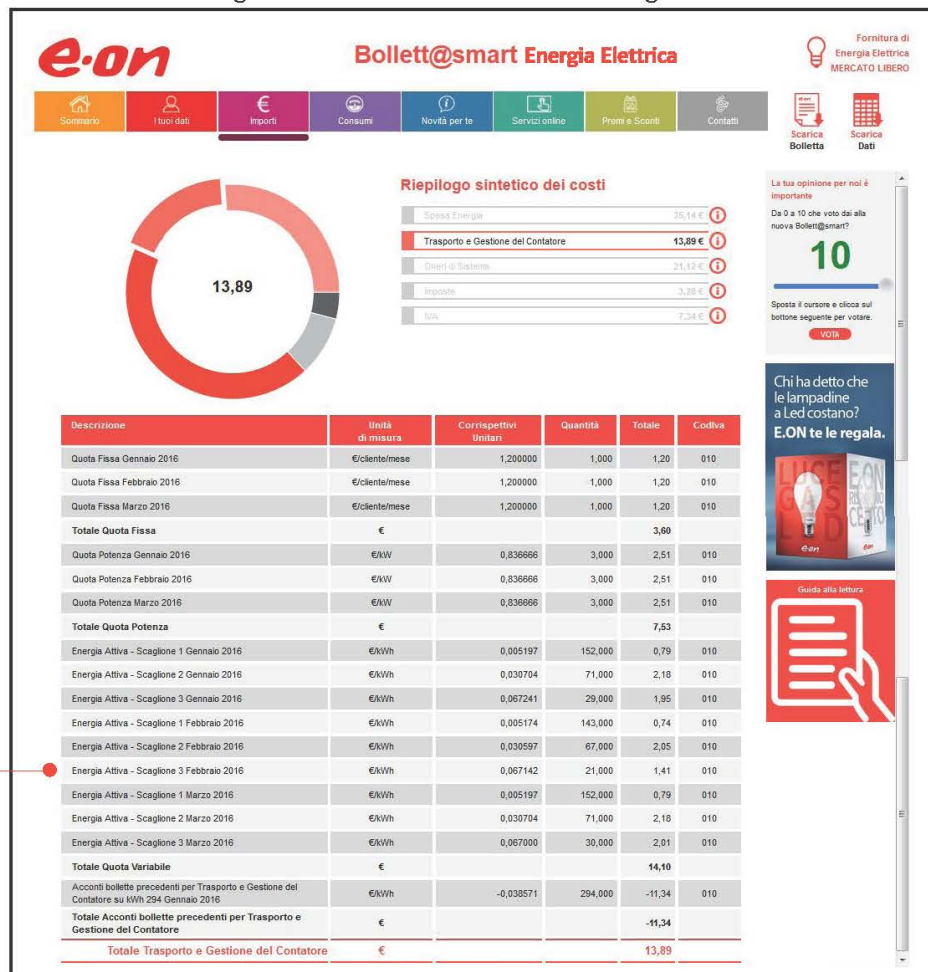 e·on
Bollett@smart Energia Elettrica
Fornitura di
Energia Elettrica
MERCATO LIBERO
Sommario
I tuoi dati
Importi
Consumi
Novità per te
Servizi online
Premi e Sconti
Contatti
Scarica
Bolletta
Scarica
Dati
13,89
Riepilogo sintetico dei costi
Spesa Energia 35,14 €
Trasporto e Gestione del Contatore 13,89 €
Oneri di Sistema 21,12 €
Imposte 3,28 €
IVA 7,34 €
La tua opinione per noi è
importante
Da 0 a 10 che voto dai alla
nuova Bollett@smart?
10
Sposta il cursore e clicca sul
bottone seguente per votare.
VOTA
Chi ha detto che
le lampadine
a Led costano?
E.ON te le regala.
Guida alla lettura
Descrizione Unità di misura Corrispettivi Unitari Quantità Totale CodIva
Quota Fissa Gennaio 2016 €/cliente/mese 1,200000 1,000 1,20 010
Quota Fissa Febbraio 2016 €/cliente/mese 1,200000 1,000 1,20 010
Quota Fissa Marzo 2016 €/cliente/mese 1,200000 1,000 1,20 010
Totale Quota Fissa € 3,60
Quota Potenza Gennaio 2016 €/kW 0,836666 3,000 2,51 010
Quota Potenza Febbraio 2016 €/kW 0,836666 3,000 2,51 010
Quota Potenza Marzo 2016 €/kW 0,836666 3,000 2,51 010
Totale Quota Potenza € 7,53
Energia Attiva - Scaglione 1 Gennaio 2016 €/kWh 0,005197 152,000 0,79 010
Energia Attiva - Scaglione 2 Gennaio 2016 €/kWh 0,030704 71,000 2,18 010
Energia Attiva - Scaglione 3 Gennaio 2016 €/kWh 0,067241 29,000 1,95 010
Energia Attiva - Scaglione 1 Febbraio 2016 €/kWh 0,005174 143,000 0,74 010
Energia Attiva - Scaglione 2 Febbraio 2016 €/kWh 0,030597 67,000 2,05 010
Energia Attiva - Scaglione 3 Febbraio 2016 €/kWh 0,067142 21,000 1,41 010
Energia Attiva - Scaglione 1 Marzo 2016 €/kWh 0,005197 152,000 0,79 010
Energia Attiva - Scaglione 2 Marzo 2016 €/kWh 0,030704 71,000 2,18 010
Energia Attiva - Scaglione 3 Marzo 2016 €/kWh 0,067000 30,000 2,01 010
Totale Quota Variabile € 14,10
Acconti bollette precedenti per Trasporto e Gestione del
Contatore su kWh 294 Gennaio 2016 €/kWh -0,038571 294,000 -11,34 010
Totale Acconti bollette precedenti per Trasporto e
Gestione del Contatore € -11,34
Totale Trasporto e Gestione del Contatore € 13,89